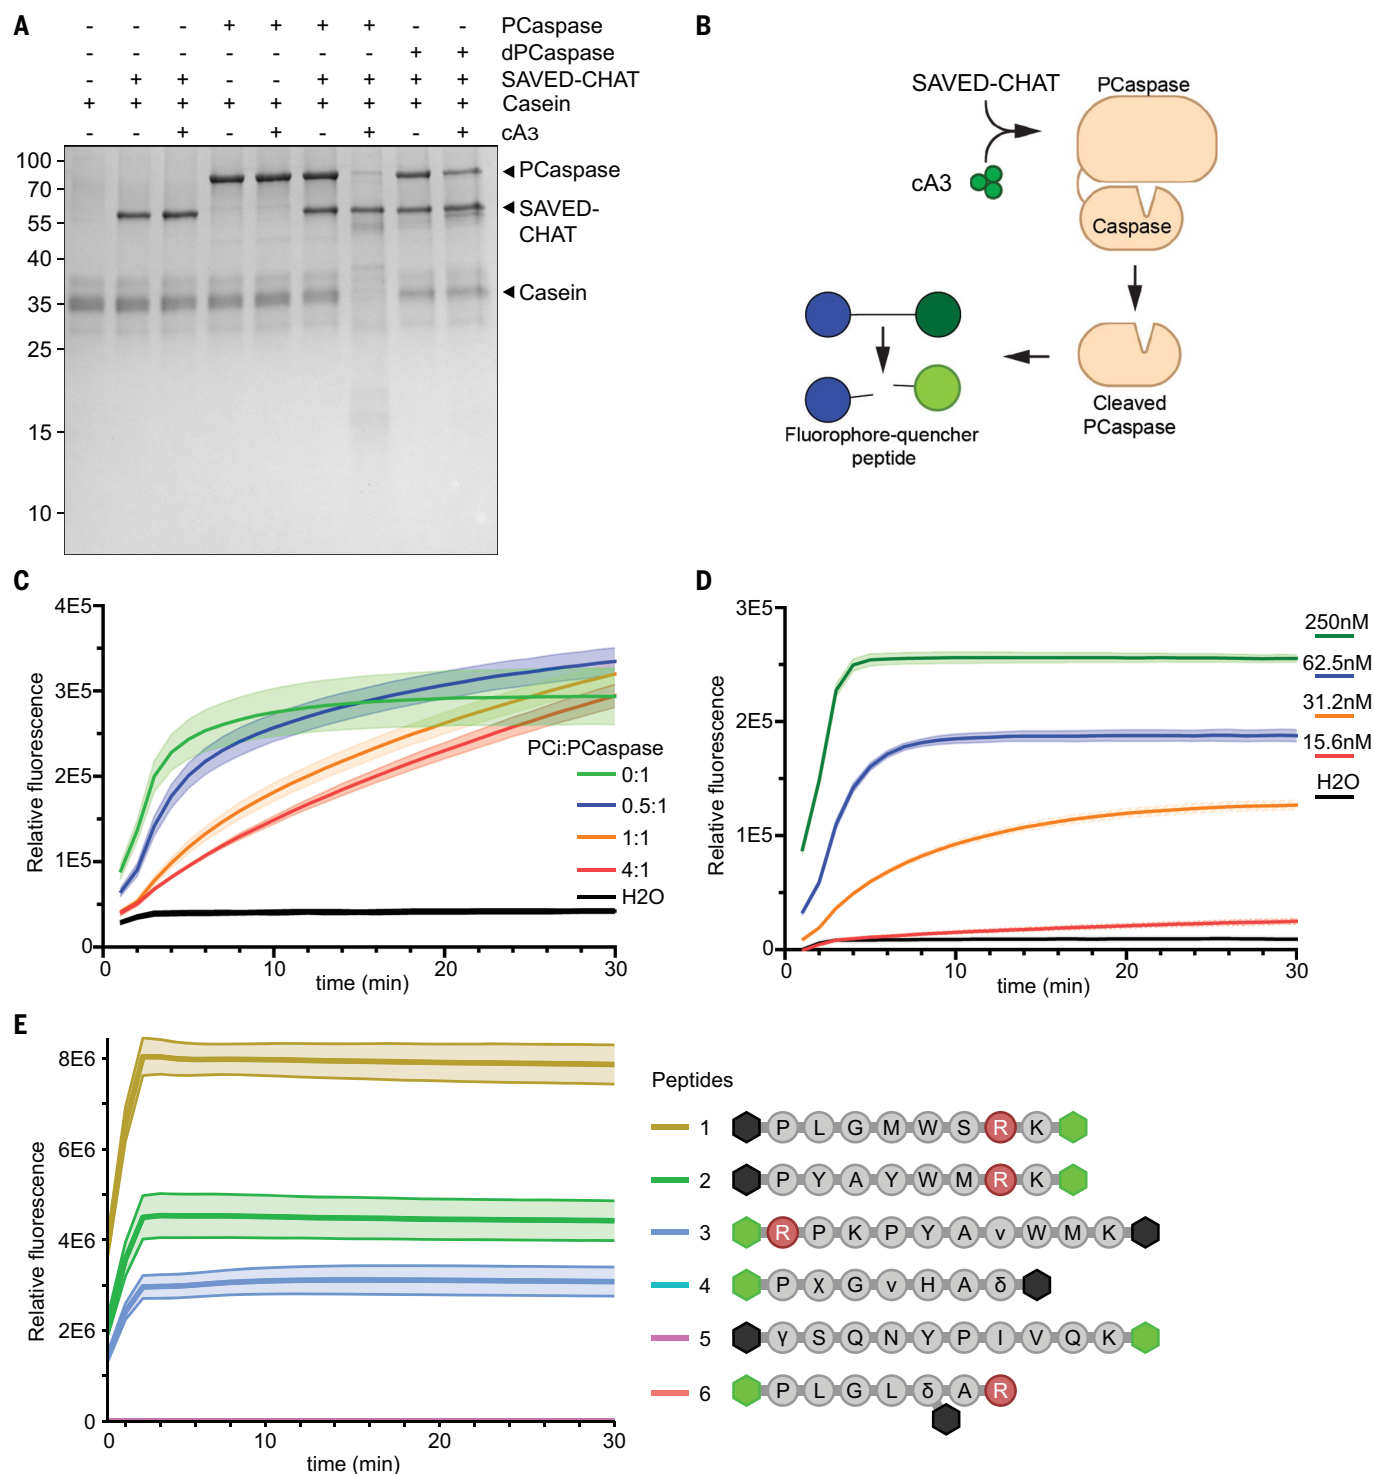 A
- - - + + + + - - PCaspase
- - - - - - - + + dPCaspase
- + + - - + + + + SAVED-CHAT
+ + + + + + + + + Casein
- - + - + - + - + cA3
100
70
55
40
35
25
15
10
PCaspase
SAVED-
CHAT
Casein
B
SAVED-CHAT
cA3
PCaspase
Caspase
Cleaved
PCaspase
Fluorophore-quencher
peptide
C
Relative fluorescence
4E5
3E5
2E5
1E5
0
0 10 20 30
time (min)
PCi:PCaspase
0:1
0.5:1
1:1
4:1
H2O
D
Relative fluorescence
3E5
2E5
1E5
0
0 10 20 30
time (min)
250nM
62.5nM
31.2nM
15.6nM
H2O
E
Relative fluorescence
8E6
6E6
4E6
2E6
0
0 10 20 30
time (min)
Peptides
1 P L G M W S R K
2 P Y A Y W M R K
3 R P K P Y A v W M K
4 P χ G v H A δ
5 γ S Q N Y P I V Q K
6 P L G L δ A R